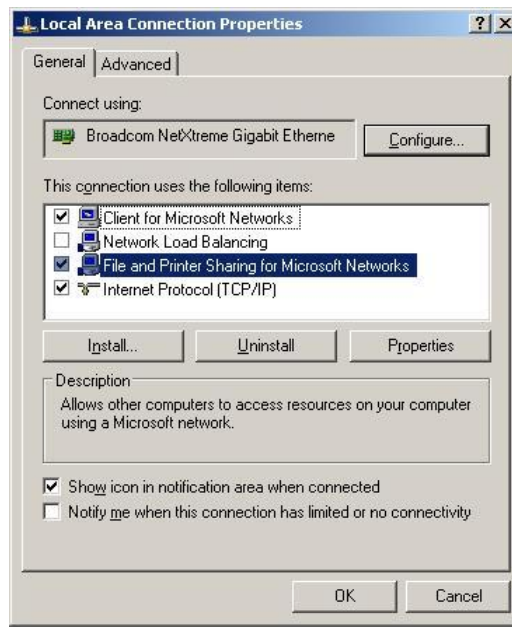 Local Area Connection Properties
General
Advanced
Connect using:
Broadcom NetXtreme Gigabit Etherne
Configure...
This connection uses the following items:
Client for Microsoft Networks
Network Load Balancing
File and Printer Sharing for Microsoft Networks
Internet Protocol (TCP/IP)
Install...
Uninstall
Properties
Description
Allows other computers to access resources on your computer
using a Microsoft network.
Show icon in notification area when connected
Notify me when this connection has limited or no connectivity
OK
Cancel